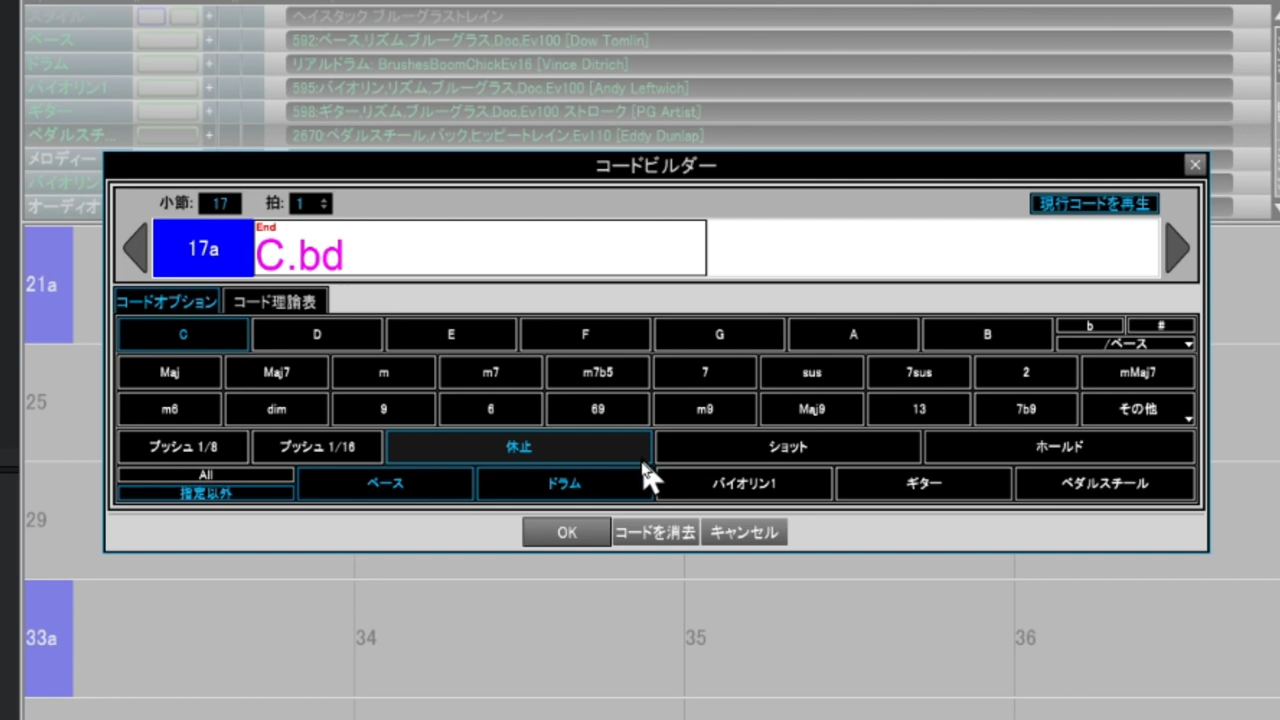 スタイル + ヘイスタック ブルーグラストレイン
ベース + 592:ベース,リズム,ブルーグラス,Doc,Ev100 [Dow Tomlin]
ドラム + リアルドラム: BrushesBoomChickEv16 [Vince Ditrich]
バイオリン1 + 595:バイオリン,リズム,ブルーグラス,Doc,Ev100 [Andy Leftwich]
ギター + 598:ギター,リズム,ブルーグラス,Doc,Ev100 ストローク [PG Artist]
ペダルスチ... + 2670:ペダルスチール,バック,ヒッピートレイン,Ev110 [Eddy Dunlap]
メロディー
バイオリン
オーディオ
コードビルダー
小節: 17 拍: 1 現行コードを再生
17a End C.bd
コードオプション コード理論表
C D E F G A B b #
/ベース
Maj Maj7 m m7 m7b5 7 sus 7sus 2 mMaj7
m6 dim 9 6 69 m9 Maj9 13 7b9 その他
プッシュ 1/8 プッシュ 1/16 休止 ショット ホールド
All
指定以外 ベース ドラム バイオリン1 ギター ペダルスチール
OK コードを消去 キャンセル
21a
25
29
33a 34 35 36